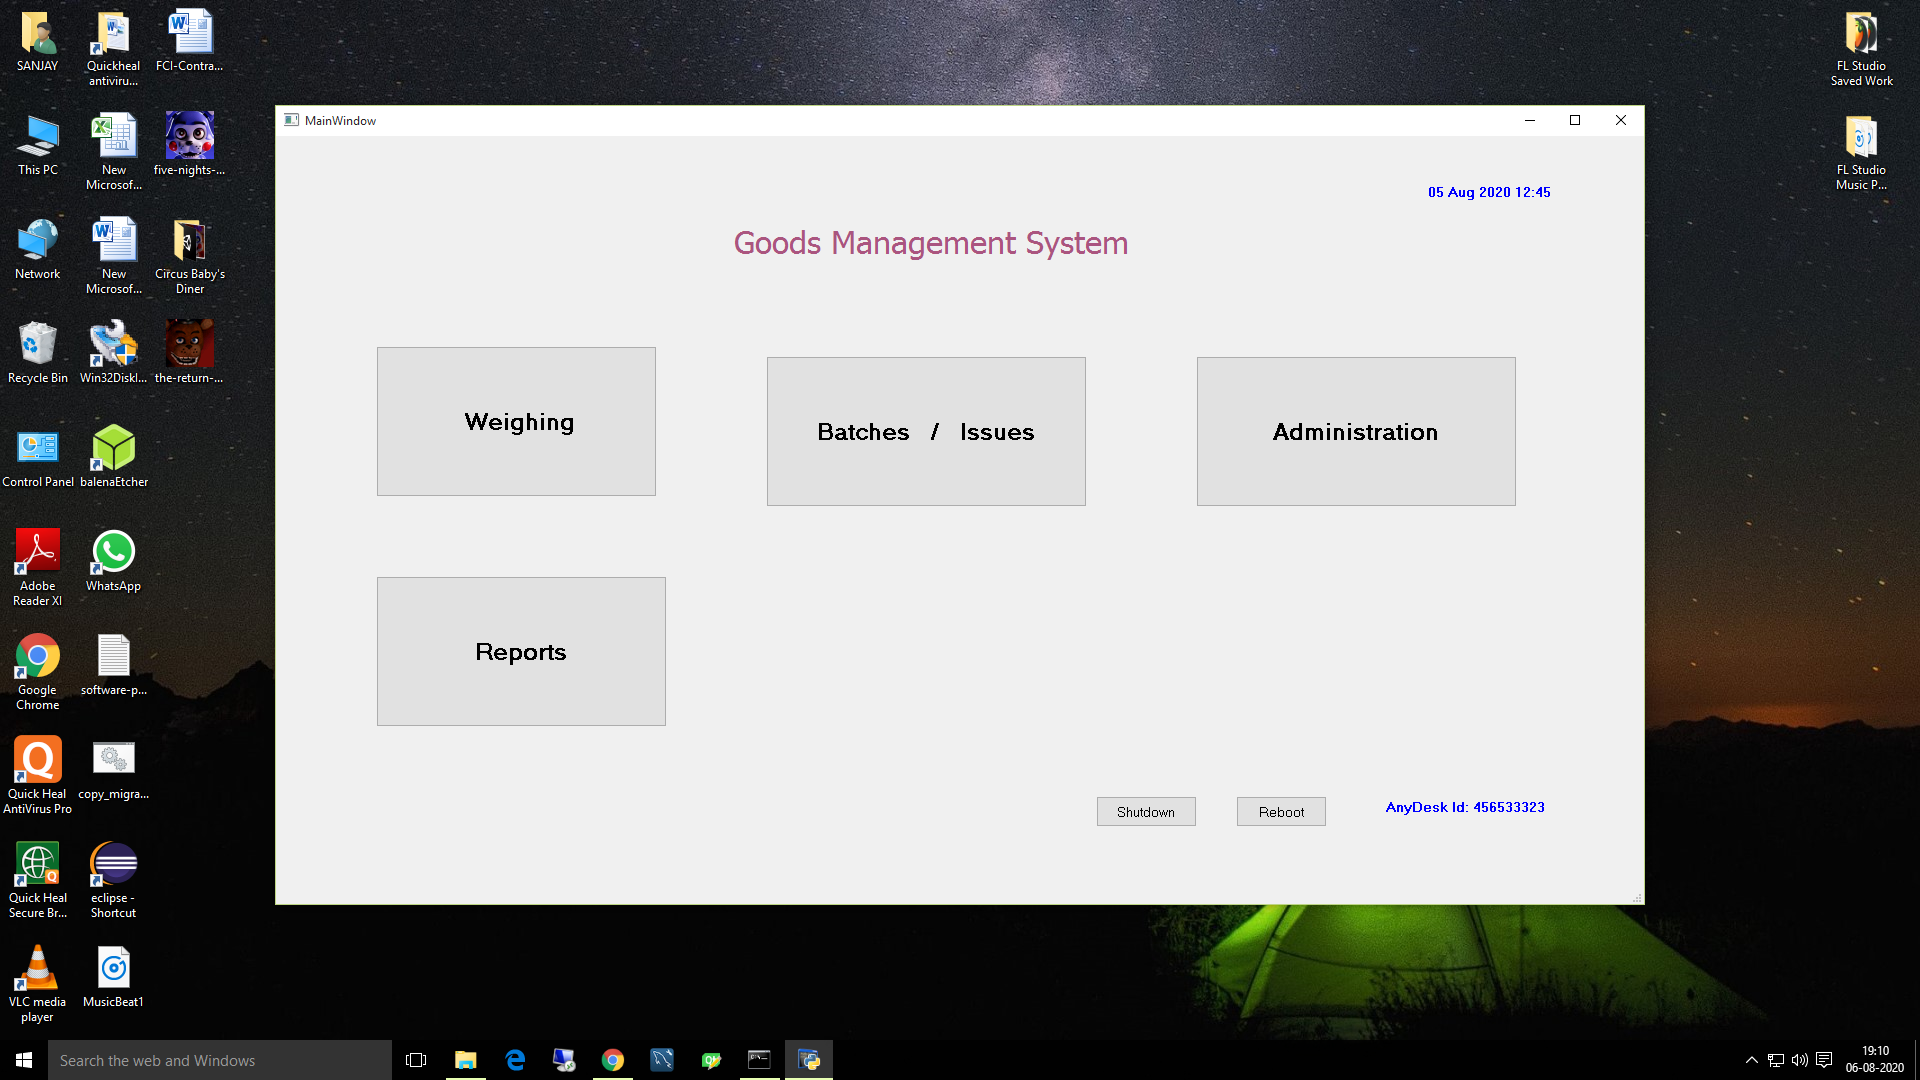 SANJAY
Quickheal
antiviru...
FCI-Contra...
This PC
New
Microsof...
five-nights-...
Network
New
Microsof...
Circus Baby's
Diner
Recycle Bin
Win32DiskI...
the-return-...
Control Panel
balenaEtcher
Adobe
Reader XI
WhatsApp
Google
Chrome
software-p...
Quick Heal
AntiVirus Pro
copy_migra...
Quick Heal
Secure Br...
eclipse -
Shortcut
VLC media
player
MusicBeat1
FL Studio
Saved Work
FL Studio
Music P...
MainWindow
05 Aug 2020 12:45
Goods Management System
Weighing
Batches / Issues
Administration
Reports
Shutdown
Reboot
AnyDesk Id: 456533323
Search the web and Windows
19:10
06-08-2020